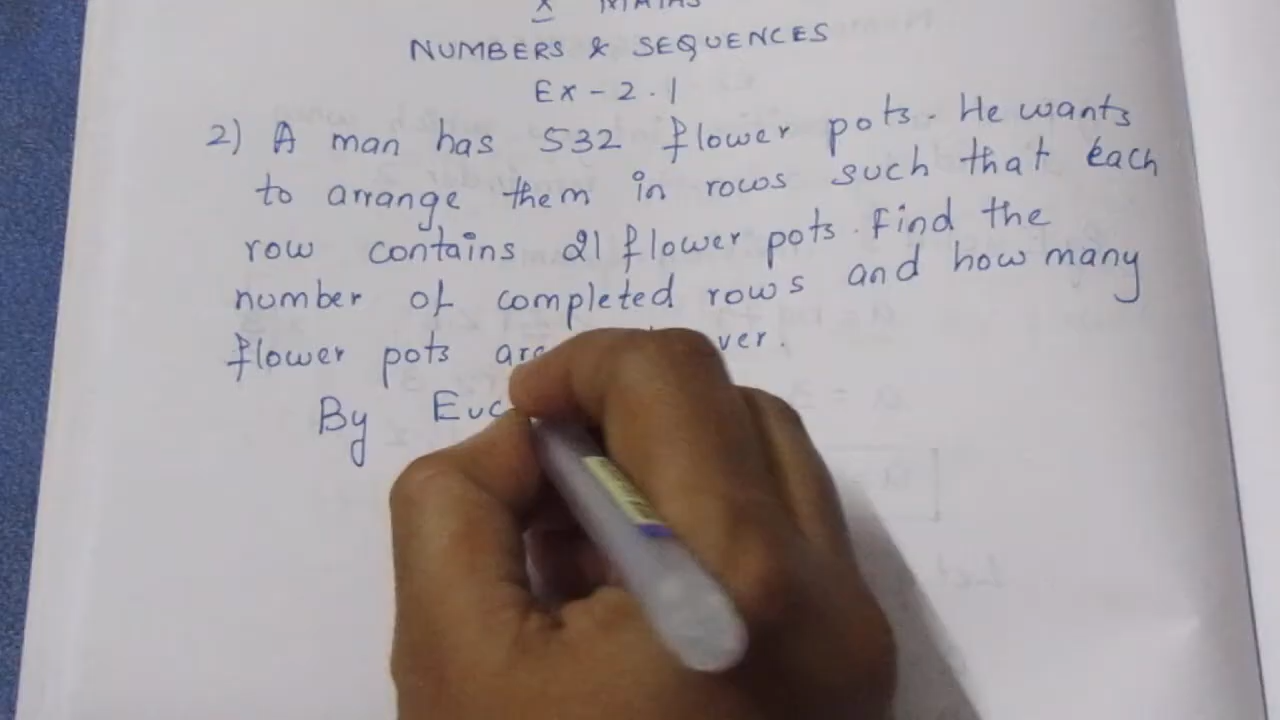 X MATHS
NUMBERS & SEQUENCES
Ex - 2.1
2) A man has 532 flower pots. He wants
to arrange them in rows such that each
row contains 21 flower pots. Find the
number of completed rows and how many
flower pots are ver.
By Euc